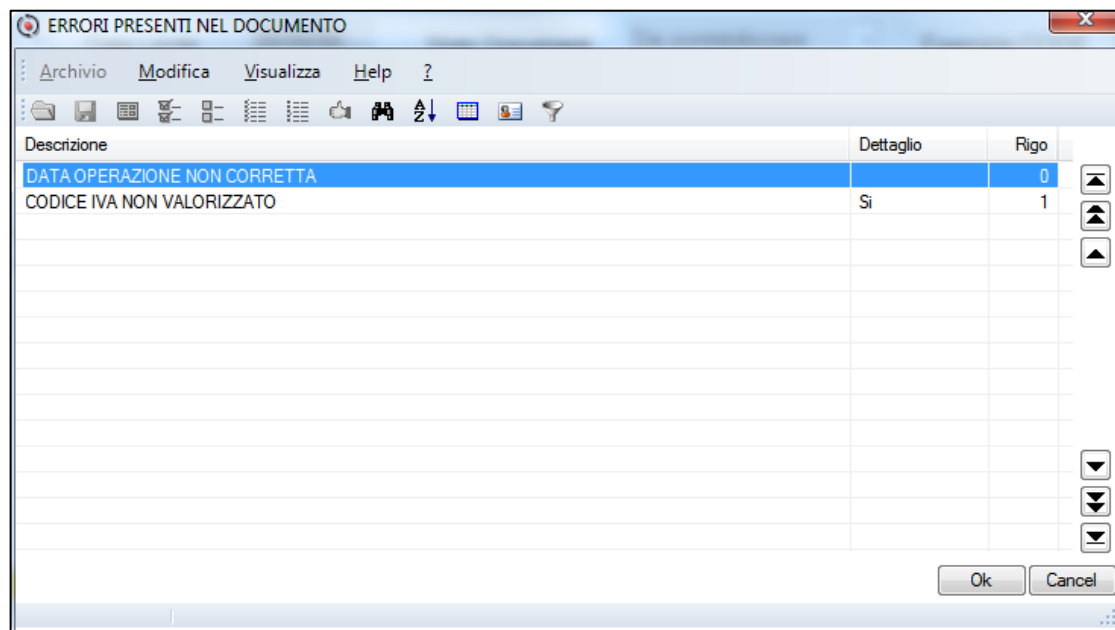 ERRORI PRESENTI NEL DOCUMENTO
Archivio Modifica Visualizza Help ?
Descrizione Dettaglio Rigo
DATA OPERAZIONE NON CORRETTA 0
CODICE IVA NON VALORIZZATO Si 1
Ok Cancel